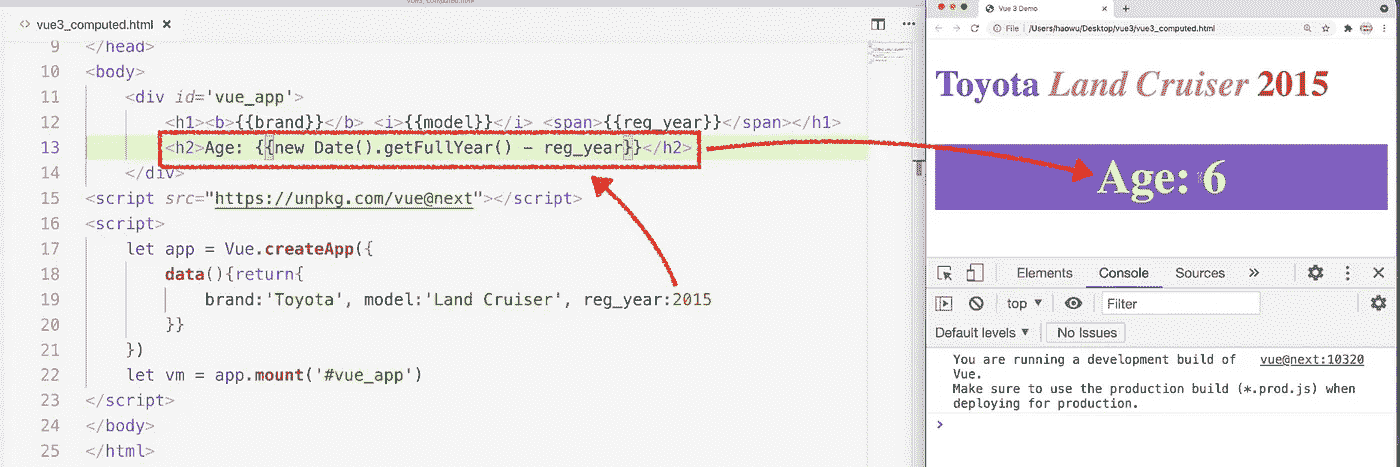 vue3_computed.html
<> vue3_computed.html ×
9 </head>
10 <body>
11 <div id='vue_app'>
12 <h1><b>{{brand}}</b> <i>{{model}}</i> <span>{{reg_year}}</span></h1>
13 <h2>Age: {{new Date().getFullYear() - reg_year}}</h2>
14 </div>
15 <script src="https://unpkg.com/vue@next"></script>
16 <script>
17 let app = Vue.createApp({
18 data(){return{
19 brand:'Toyota', model:'Land Cruiser', reg_year:2015
20 }}
21 })
22 let vm = app.mount('#vue_app')
23 </script>
24 </body>
25 </html>
Vue 3 Demo
File | /Users/haowu/Desktop/vue3/vue3_computed.html
Toyota Land Cruiser 2015
Age: 6
Elements Console Sources »
top ▼ Filter
Default levels ▼ No Issues
You are running a development build of vue@next:10320
Vue.
Make sure to use the production build (*.prod.js) when
deploying for production.
>